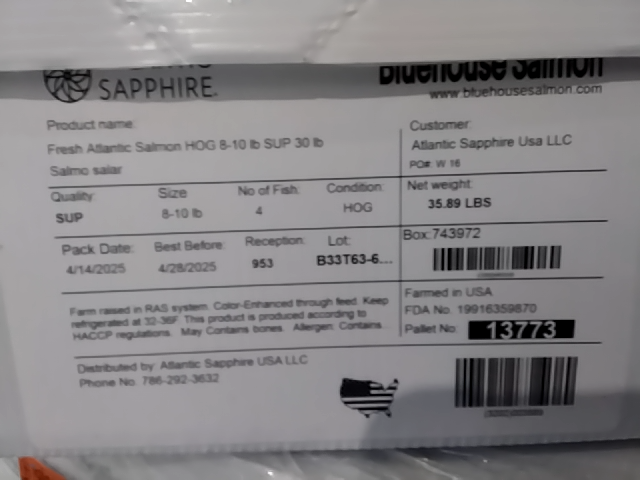 SAPPHIRE.
Bluehouse Salmon
www.bluehousesalmon.com
Product name:
Fresh Atlantic Salmon HOG 8-10 lb SUP 30 lb
Salmo salar
Customer:
Atlantic Sapphire Usa LLC
PO#: W 16
Quality:
SUP
Size
8-10 lb
No of Fish:
4
Condition:
HOG
Net weight:
35.89 LBS
Pack Date:
4/14/2025
Best Before:
4/28/2025
Reception:
953
Lot:
B33T63-6...
Box:743972
Farm raised in RAS system. Color-Enhanced through feed. Keep
refrigerated at 32-36F. This product is produced according to
HACCP regulations. May Contains bones. Allergen: Contains...
Farmed in USA
FDA No. 19916359870
Pallet No: 13773
Distributed by: Atlantic Sapphire USA LLC
Phone No. 786-292-3632